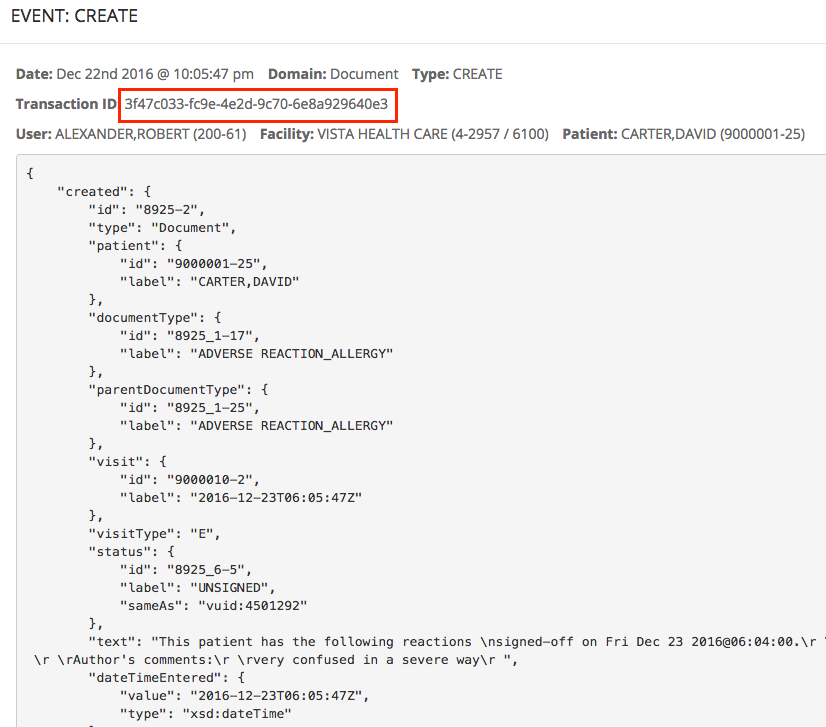 EVENT: CREATE
Date: Dec 22nd 2016 @ 10:05:47 pm Domain: Document Type: CREATE
Transaction ID 3f47c033-fc9e-4e2d-9c70-6e8a929640e3
User: ALEXANDER,ROBERT (200-61) Facility: VISTA HEALTH CARE (4-2957 / 6100) Patient: CARTER,DAVID (9000001-25)
{
    "created": {
        "id": "8925-2",
        "type": "Document",
        "patient": {
            "id": "9000001-25",
            "label": "CARTER,DAVID"
        },
        "documentType": {
            "id": "8925_1-17",
            "label": "ADVERSE REACTION_ALLERGY"
        },
        "parentDocumentType": {
            "id": "8925_1-25",
            "label": "ADVERSE REACTION_ALLERGY"
        },
        "visit": {
            "id": "9000010-2",
            "label": "2016-12-23T06:05:47Z"
        },
        "visitType": "E",
        "status": {
            "id": "8925_6-5",
            "label": "UNSIGNED",
            "sameAs": "vuid:4501292"
        },
        "text": "This patient has the following reactions \nsigned-off on Fri Dec 23 2016@06:04:00.\r \
\r \rAuthor's comments:\r \rvery confused in a severe way\r ",
        "dateTimeEntered": {
            "value": "2016-12-23T06:05:47Z",
            "type": "xsd:dateTime"